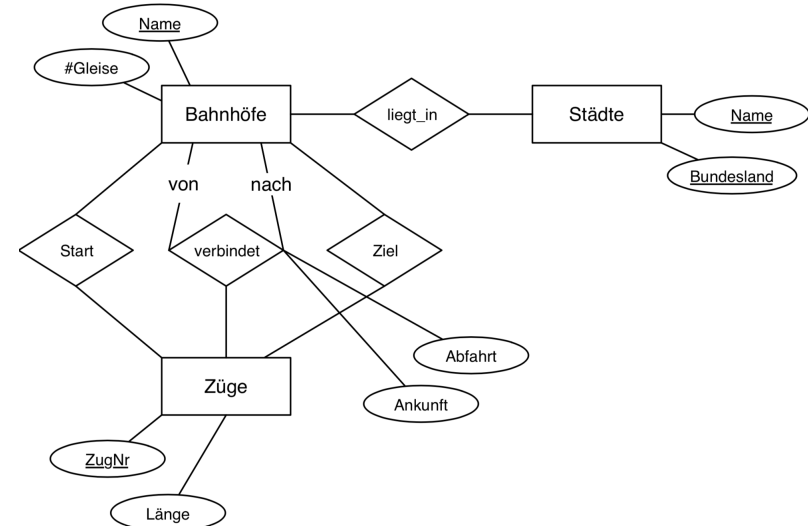 Name
#Gleise
Bahnhöfe
liegt_in
Städte
Name
Bundesland
von
nach
Start
verbindet
Ziel
Abfahrt
Züge
Ankunft
ZugNr
Länge